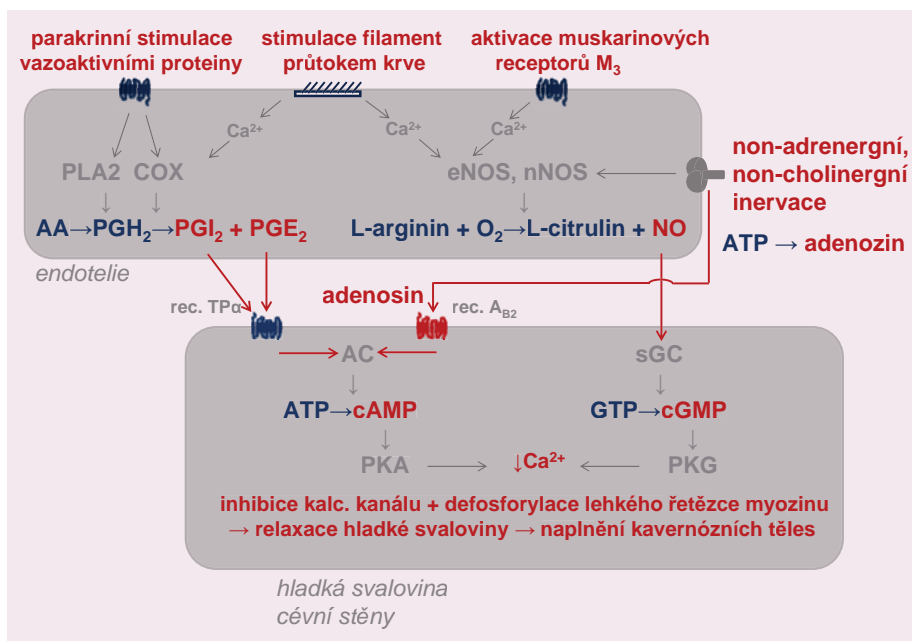 parakrinní stimulace
vazoaktivními proteiny
stimulace filament
průtokem krve
aktivace muskarinových
receptorů M₃
Ca²⁺
Ca²⁺
Ca²⁺
PLA2 COX
eNOS, nNOS
non-adrenergní,
non-cholinergní
inervace
AA→PGH₂→PGI₂ + PGE₂
L-arginin + O₂→L-citrulin + NO
ATP → adenozin
endotelie
rec. TPα
adenosin
rec. A_B2
AC
sGC
ATP→cAMP
GTP→cGMP
PKA
↓Ca²⁺
PKG
inhibice kalc. kanálu + defosforylace lehkého řetězce myozinu
→ relaxace hladké svaloviny → naplnění kavernózních těles
hladká svalovina
cévní stěny